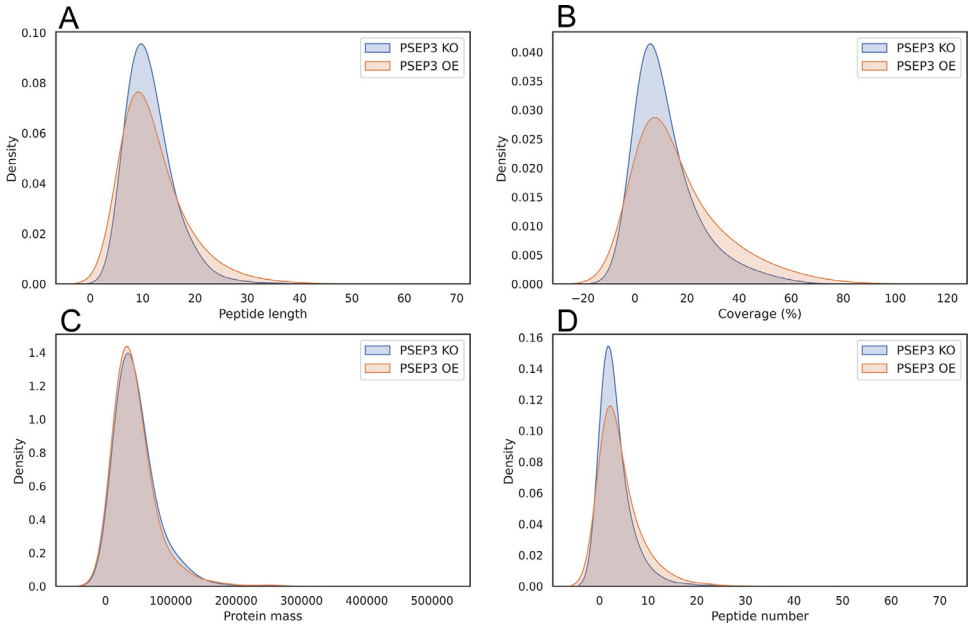 A
0.10
0.08
0.06
0.04
0.02
0.00
Density
PSEP3 KO
PSEP3 OE
0 10 20 30 40 50 60 70
Peptide length
B
0.040
0.035
0.030
0.025
0.020
0.015
0.010
0.005
0.000
Density
PSEP3 KO
PSEP3 OE
−20 0 20 40 60 80 100 120
Coverage (%)
C
1.4
1.2
1.0
0.8
0.6
0.4
0.2
0.0
Density
PSEP3 KO
PSEP3 OE
0 100000 200000 300000 400000 500000
Protein mass
D
0.16
0.14
0.12
0.10
0.08
0.06
0.04
0.02
0.00
Density
PSEP3 KO
PSEP3 OE
0 10 20 30 40 50 60 70
Peptide number